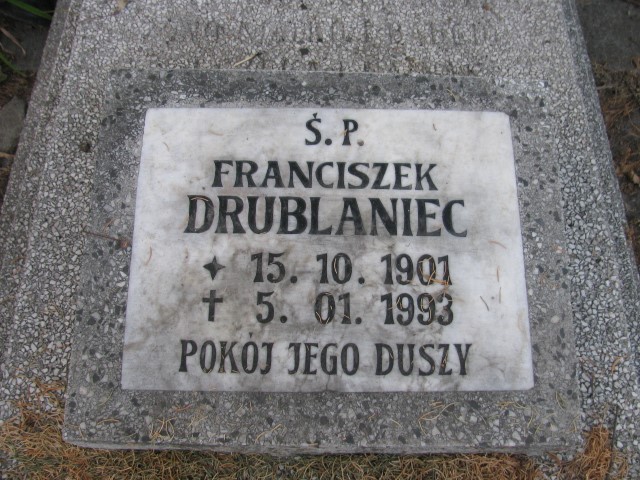 Ś. P.
FRANCISZEK
DRUBLANIEC
✦ 15. 10. 1901
✝ 5. 01. 1993
POKÓJ JEGO DUSZY